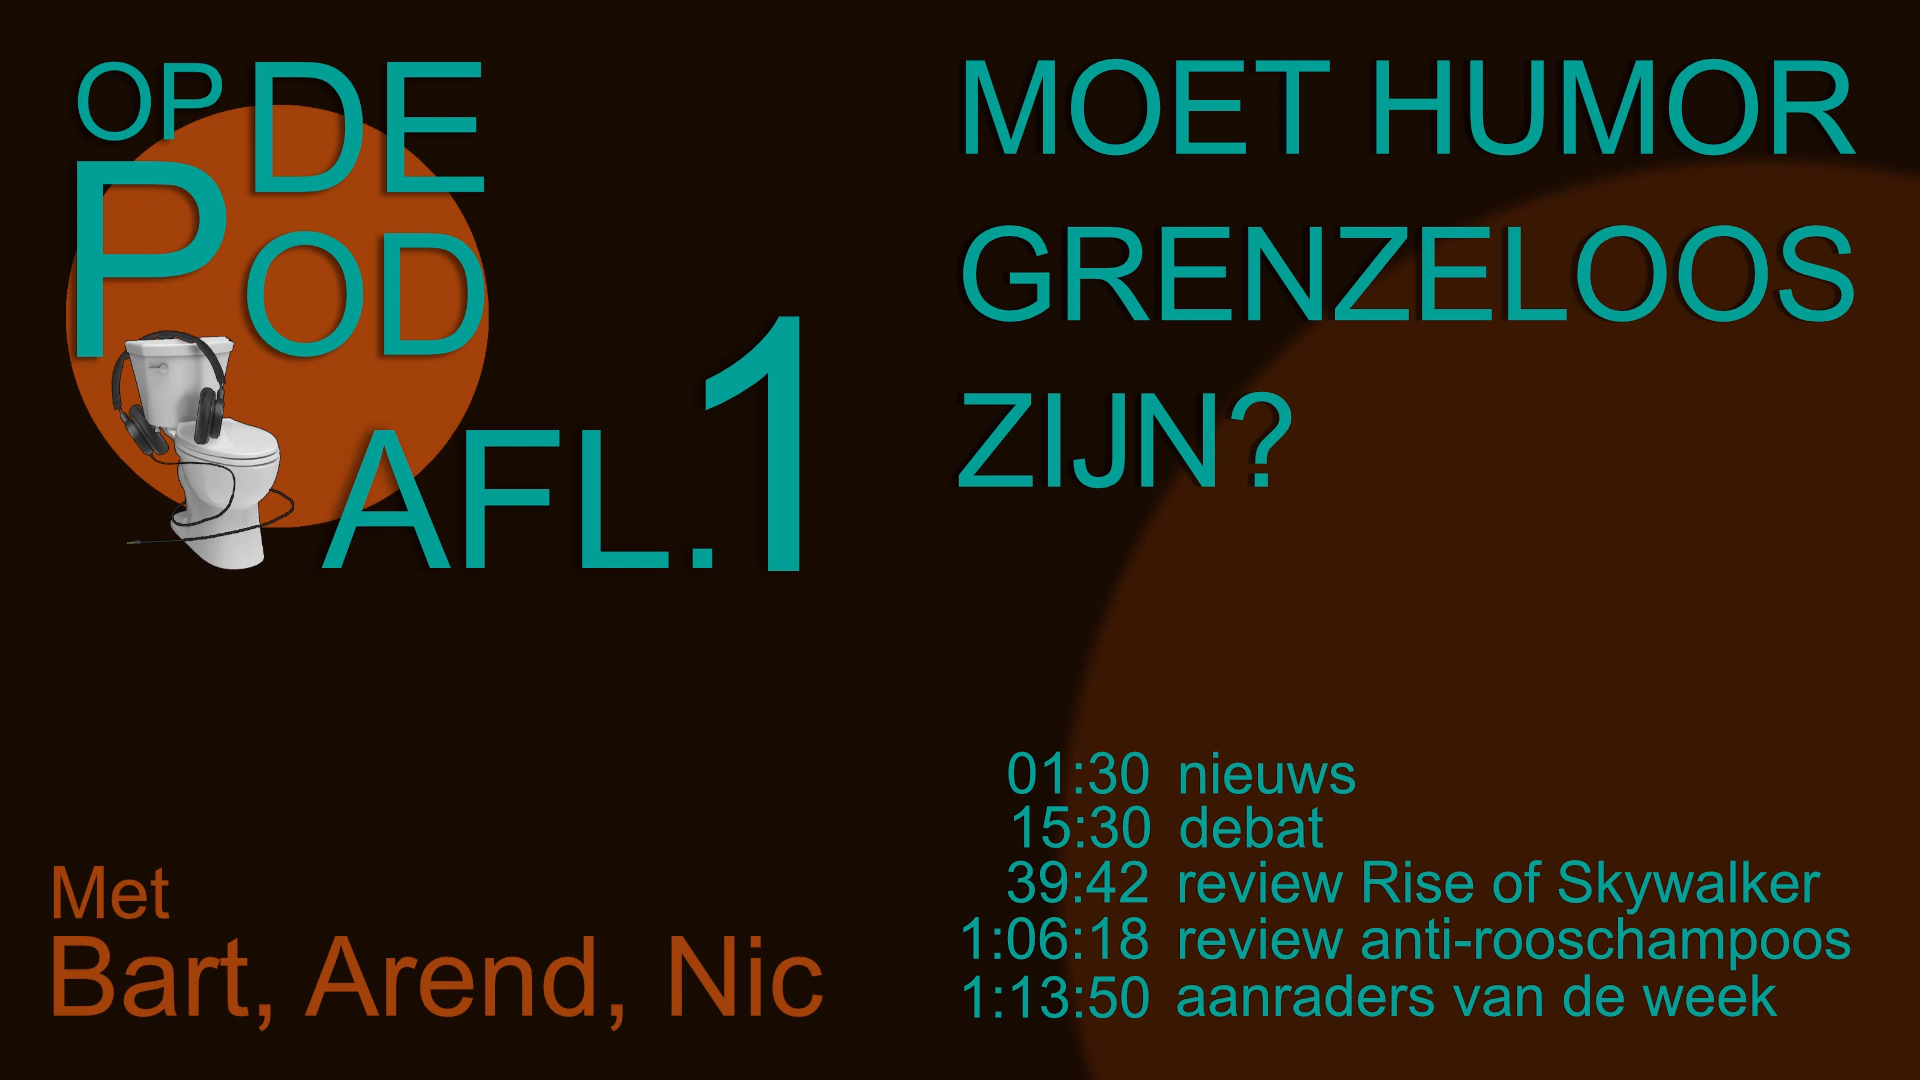 OP DE
POD
AFL.1
MOET HUMOR
GRENZELOOS
ZIJN?
Met
Bart, Arend, Nic
01:30 nieuws
15:30 debat
39:42 review Rise of Skywalker
1:06:18 review anti-rooschampoos
1:13:50 aanraders van de week